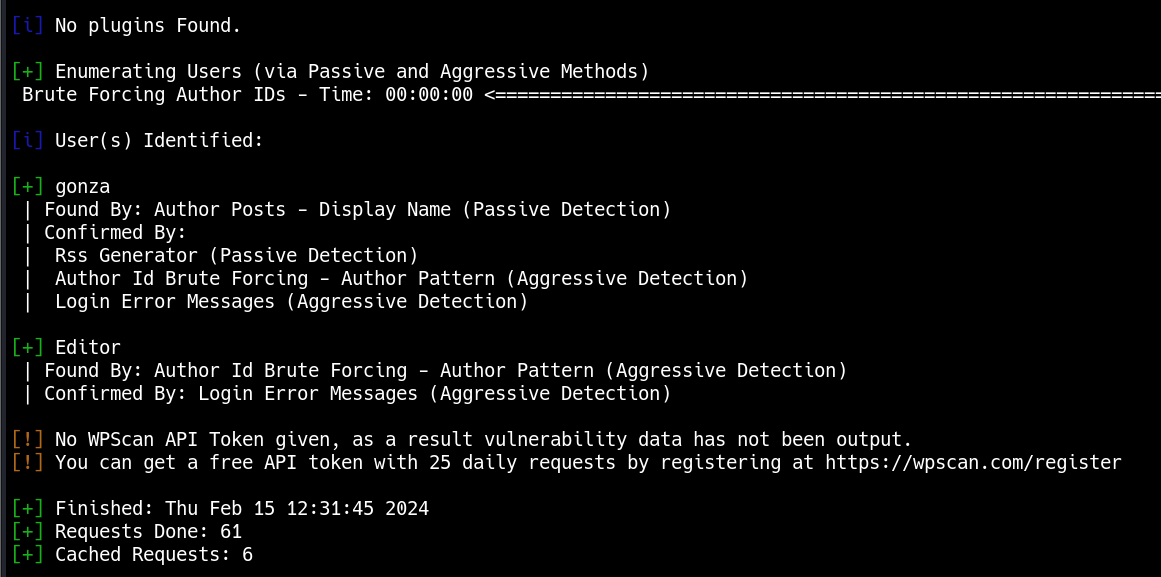 [i] No plugins Found.
[+] Enumerating Users (via Passive and Aggressive Methods)
 Brute Forcing Author IDs - Time: 00:00:00 <=============================================================
[i] User(s) Identified:
[+] gonza
 | Found By: Author Posts - Display Name (Passive Detection)
 | Confirmed By:
 |  Rss Generator (Passive Detection)
 |  Author Id Brute Forcing - Author Pattern (Aggressive Detection)
 |  Login Error Messages (Aggressive Detection)
[+] Editor
 | Found By: Author Id Brute Forcing - Author Pattern (Aggressive Detection)
 | Confirmed By: Login Error Messages (Aggressive Detection)
[!] No WPScan API Token given, as a result vulnerability data has not been output.
[!] You can get a free API token with 25 daily requests by registering at https://wpscan.com/register
[+] Finished: Thu Feb 15 12:31:45 2024
[+] Requests Done: 61
[+] Cached Requests: 6